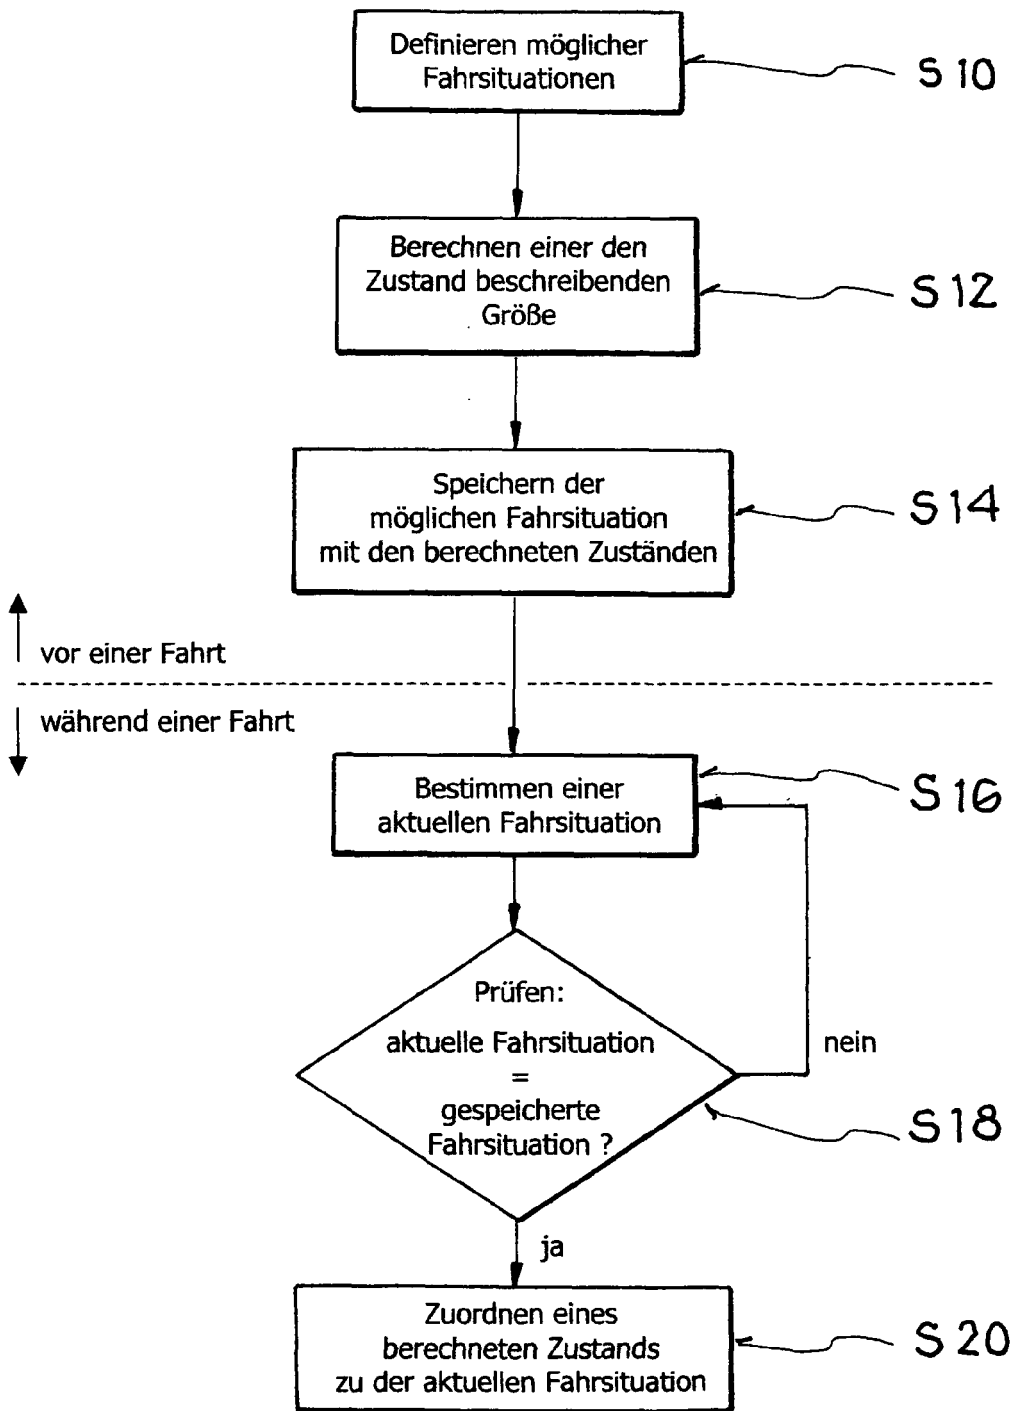 Definieren möglicher
Fahrsituationen
S 10
Berechnen einer den
Zustand beschreibenden
Größe
S 12
Speichern der
möglichen Fahrsituation
mit den berechneten Zuständen
S 14
vor einer Fahrt
während einer Fahrt
Bestimmen einer
aktuellen Fahrsituation
S 16
Prüfen:
aktuelle Fahrsituation
=
gespeicherte
Fahrsituation ?
nein
S 18
ja
Zuordnen eines
berechneten Zustands
zu der aktuellen Fahrsituation
S 20